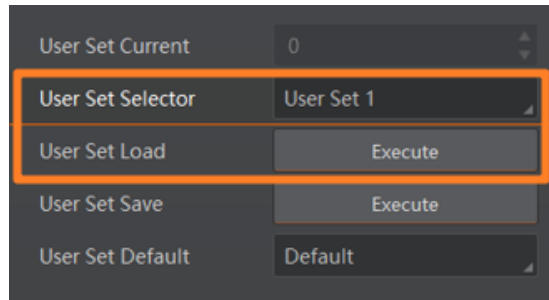 User Set Current 0
User Set Selector User Set 1
User Set Load Execute
User Set Save Execute
User Set Default Default